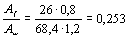 A_f / A_w = 26·0,8 / 68,4·1,2 = 0,253